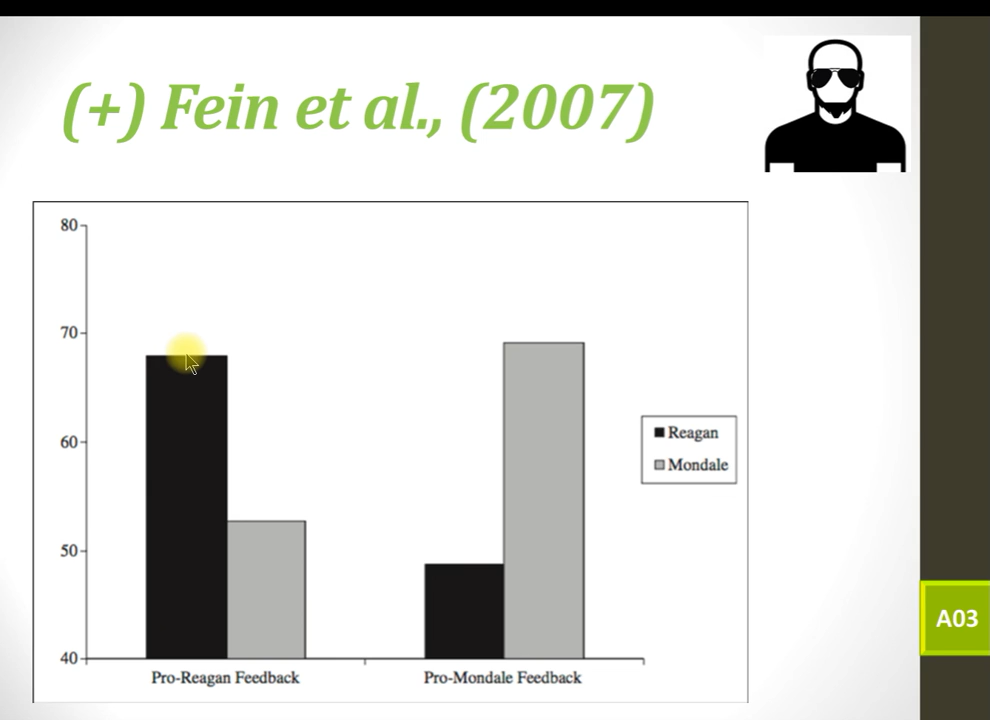 (+) Fein et al., (2007)
80
70
60
50
40
Pro-Reagan Feedback
Pro-Mondale Feedback
Reagan
Mondale
A03